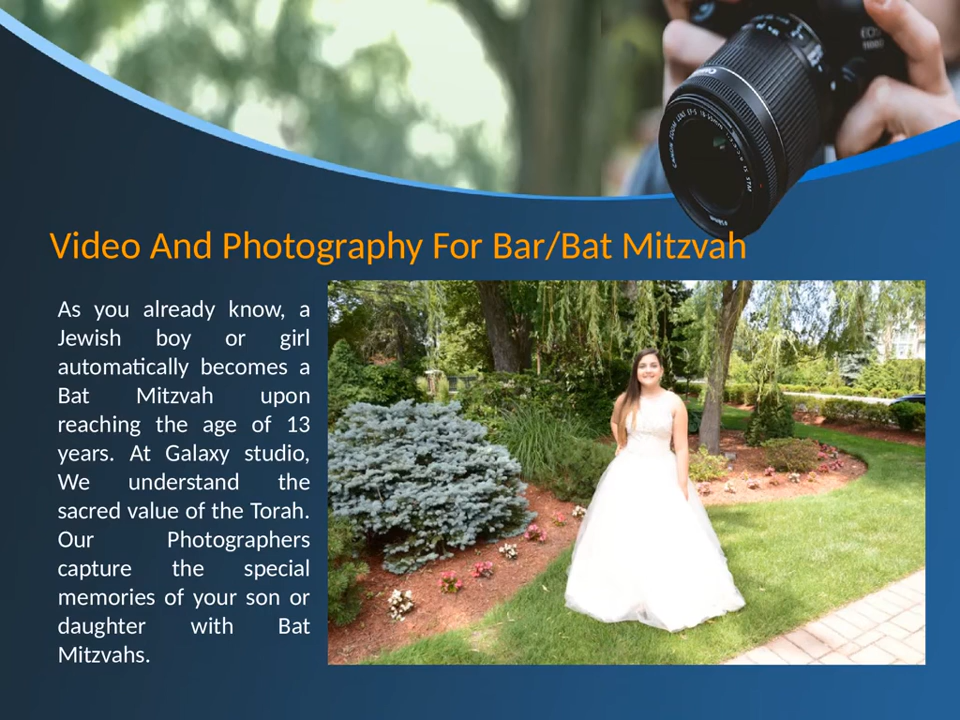 Video And Photography For Bar/Bat Mitzvah
As you already know, a
Jewish boy or girl
automatically becomes a
Bat Mitzvah upon
reaching the age of 13
years. At Galaxy studio,
We understand the
sacred value of the Torah.
Our Photographers
capture the special
memories of your son or
daughter with Bat
Mitzvahs.
Canon
EOS